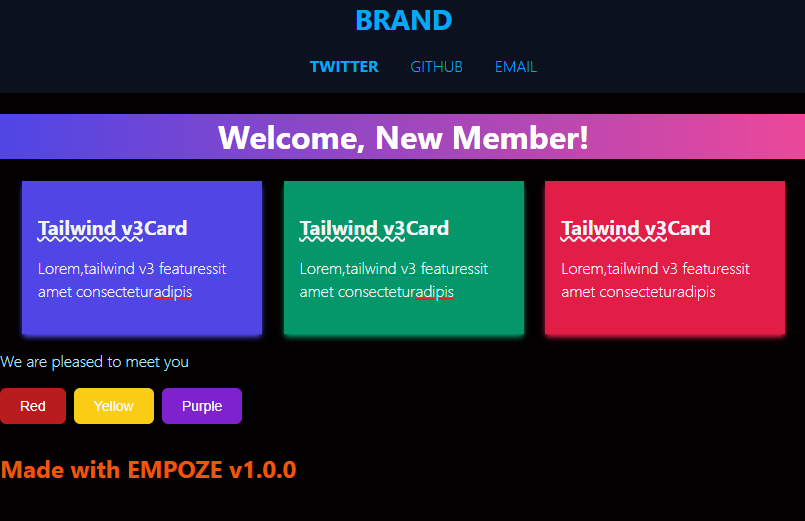 BRAND
TWITTER GITHUB EMAIL
Welcome, New Member!
Tailwind v3Card
Lorem,tailwind v3 featuressit
amet consecteturadipis
Tailwind v3Card
Lorem,tailwind v3 featuressit
amet consecteturadipis
Tailwind v3Card
Lorem,tailwind v3 featuressit
amet consecteturadipis
We are pleased to meet you
Red Yellow Purple
Made with EMPOZE v1.0.0